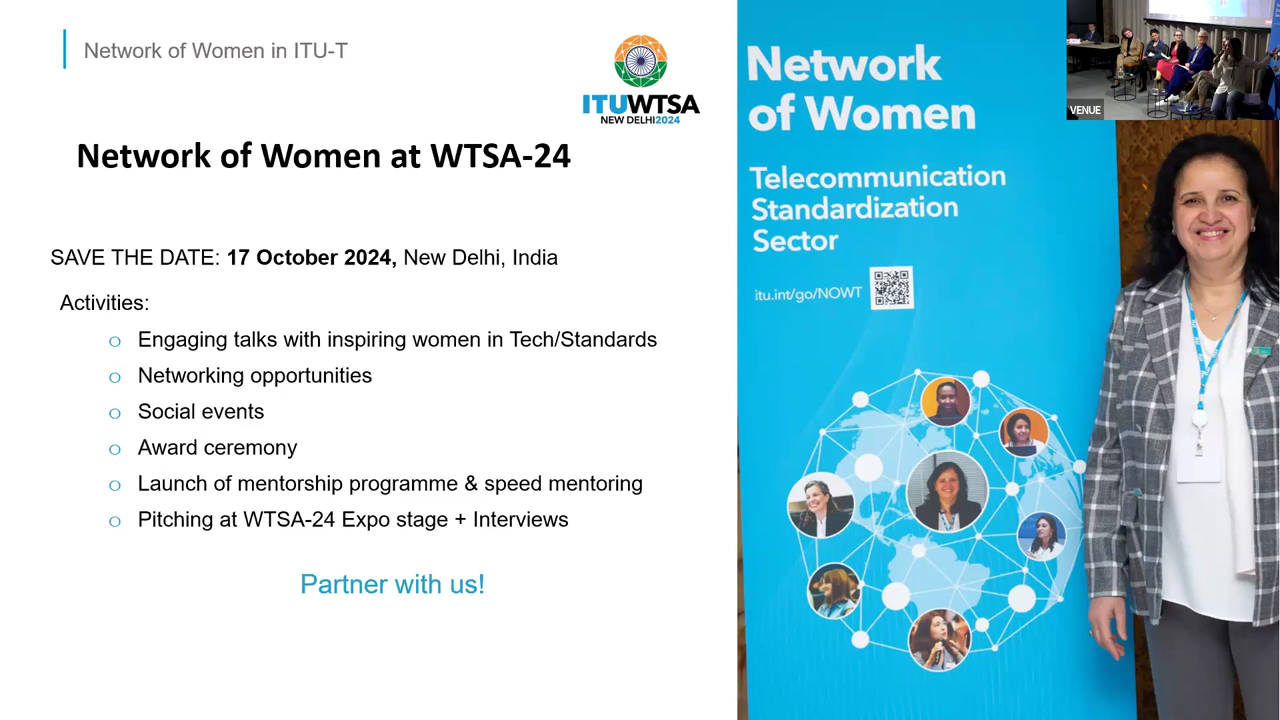 Network of Women in ITU-T
ITUWTSA
NEW DELHI2024
Network of Women at WTSA-24
SAVE THE DATE: 17 October 2024, New Delhi, India
Activities:
Engaging talks with inspiring women in Tech/Standards
Networking opportunities
Social events
Award ceremony
Launch of mentorship programme & speed mentoring
Pitching at WTSA-24 Expo stage + Interviews
Partner with us!
Network
of Women
Telecommunication
Standardization
Sector
itu.int/go/NOWT
VENUE